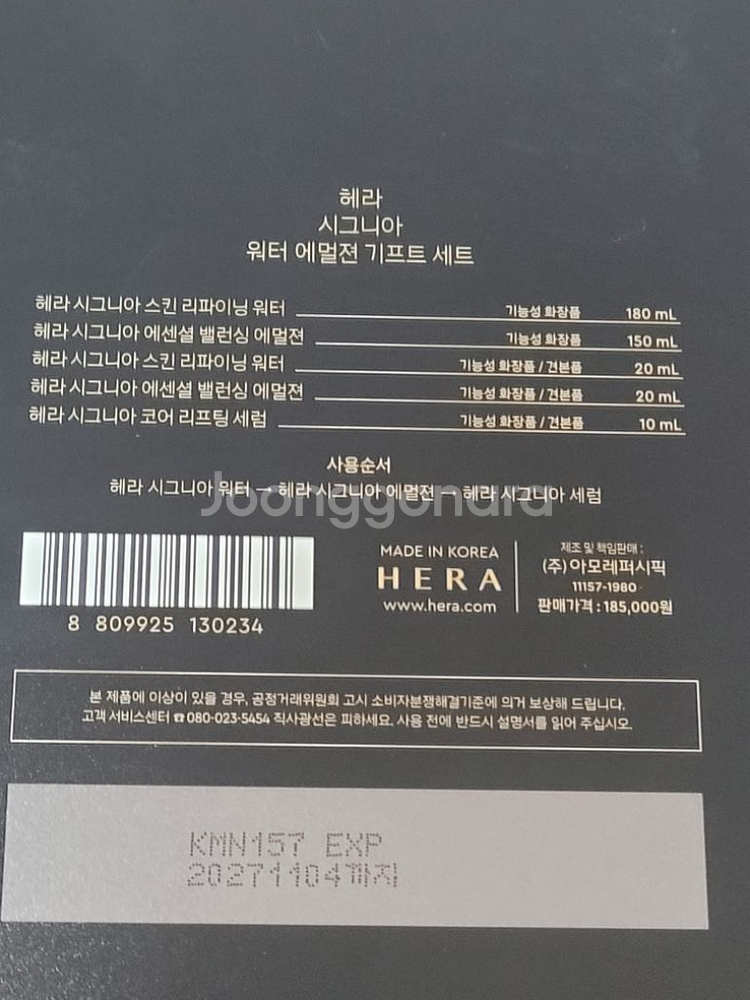 헤라
시그니아
워터 에멀젼 기프트 세트
헤라 시그니아 스킨 리파이닝 워터 기능성 화장품 180 mL
헤라 시그니아 에센셜 밸런싱 에멀젼 기능성 화장품 150 mL
헤라 시그니아 스킨 리파이닝 워터 기능성 화장품 / 견본품 20 mL
헤라 시그니아 에센셜 밸런싱 에멀젼 기능성 화장품 / 견본품 20 mL
헤라 시그니아 코어 리프팅 세럼 기능성 화장품 / 견본품 10 mL
사용순서
헤라 시그니아 워터 → 헤라 시그니아 에멀젼 → 헤라 시그니아 세럼
Joonggonara
8 809925 130234
MADE IN KOREA
HERA
www.hera.com
제조 및 책임판매 :
(주)아모레퍼시픽
11157-1980
판매가격 : 185,000원
본 제품에 이상이 있을 경우, 공정거래위원회 고시 소비자분쟁해결기준에 의거 보상해 드립니다.
고객 서비스센터 ☎ 080-023-5454 직사광선은 피하세요. 사용 전에 반드시 설명서를 읽어 주십시오.
KMN157 EXP
20271104까지